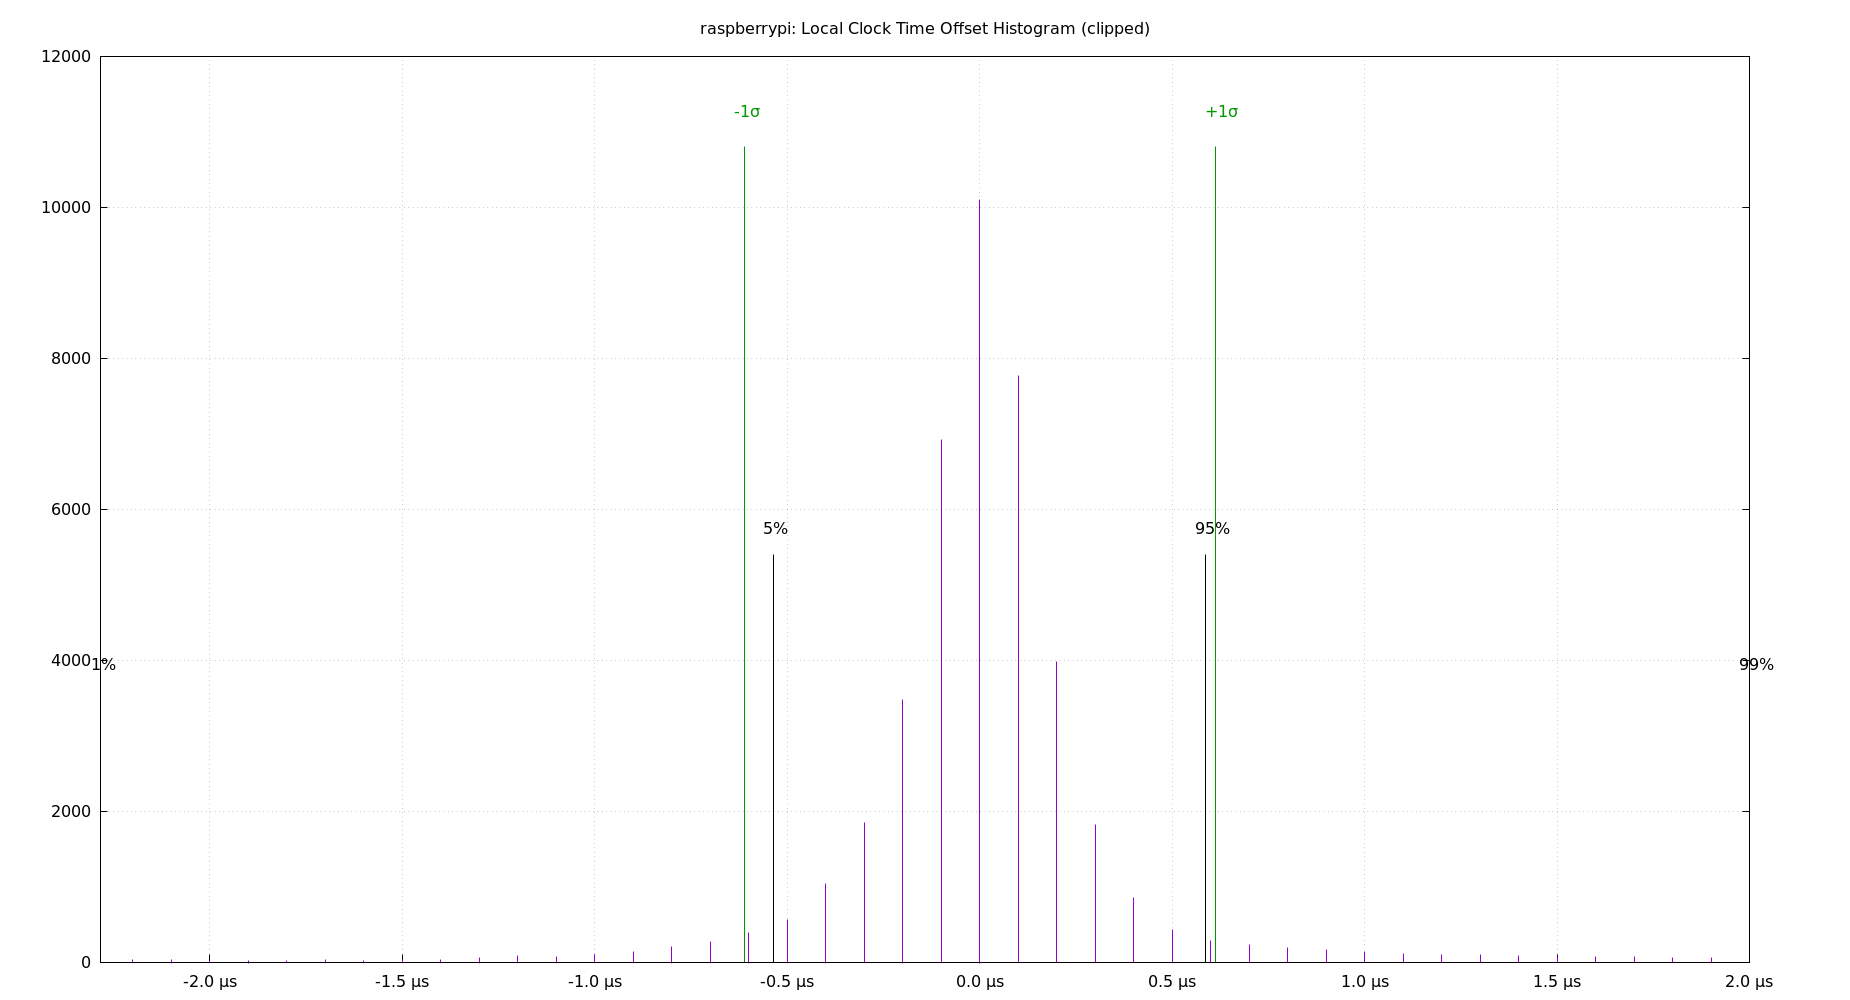 raspberrypi: Local Clock Time Offset Histogram (clipped)
12000
-1σ +1σ
10000
8000
6000
5% 95%
4000 1% 99%
2000
0
-2.0 µs -1.5 µs -1.0 µs -0.5 µs 0.0 µs 0.5 µs 1.0 µs 1.5 µs 2.0 µs